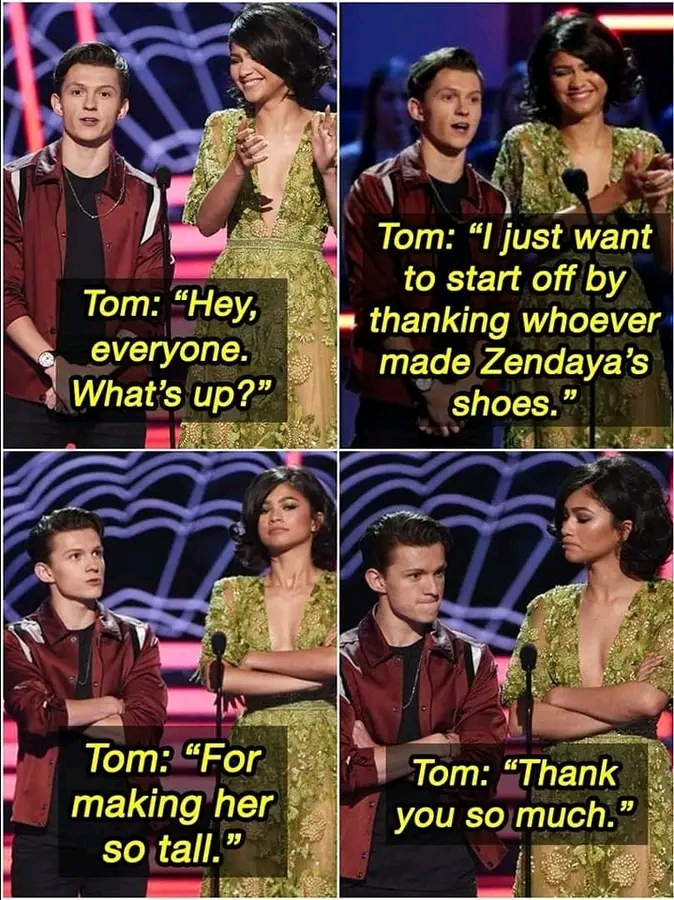 Tom: “Hey,
everyone.
What’s up?”
Tom: “I just want
to start off by
thanking whoever
made Zendaya’s
shoes.”
Tom: “For
making her
so tall.”
Tom: “Thank
you so much.”